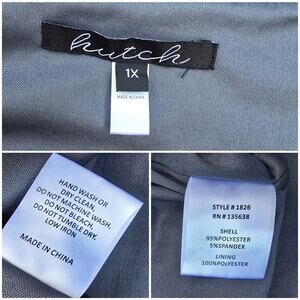 hutch
1X
MADE IN CHINA
HAND WASH OR
DRY CLEAN,
DO NOT MACHINE WASH,
DO NOT BLEACH,
DO NOT TUMBLE DRY,
LOW IRON
MADE IN CHINA
STYLE # 1826
RN # 135638
SHELL
95%POLYESTER
5%SPANDEX
LINING
100%POLYESTER